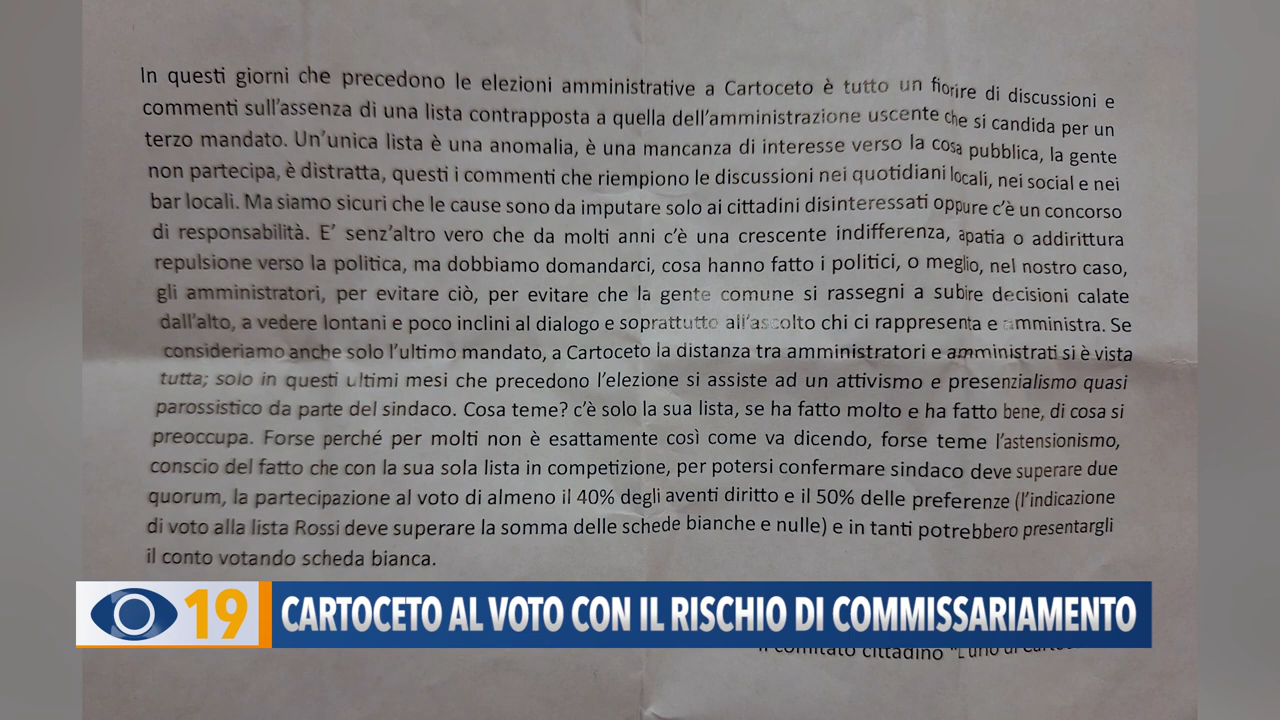 In questi giorni che precedono le elezioni amministrative a Cartoceto è tutto un fiorire di discussioni e
commenti sull'assenza di una lista contrapposta a quella dell'amministrazione uscente che si candida per un
terzo mandato. Un'unica lista è una anomalia, è una mancanza di interesse verso la cosa pubblica, la gente
non partecipa, è distratta, questi i commenti che riempiono le discussioni nei quotidiani locali, nei social e nei
bar locali. Ma siamo sicuri che le cause sono da imputare solo ai cittadini disinteressati oppure c'è un concorso
di responsabilità. E' senz'altro vero che da molti anni c'è una crescente indifferenza, apatia o addirittura
repulsione verso la politica, ma dobbiamo domandarci, cosa hanno fatto i politici, o meglio, nel nostro caso,
gli amministratori, per evitare ciò, per evitare che la gente comune si rassegni a subire decisioni calate
dall'alto, a vedere lontani e poco inclini al dialogo e soprattutto all'ascolto chi ci rappresenta e amministra. Se
consideriamo anche solo l'ultimo mandato, a Cartoceto la distanza tra amministratori e amministrati si è vista
tutta; solo in questi ultimi mesi che precedono l'elezione si assiste ad un attivismo e presenzialismo quasi
parossistico da parte del sindaco. Cosa teme? c'è solo la sua lista, se ha fatto molto e ha fatto bene, di cosa si
preoccupa. Forse perché per molti non è esattamente così come va dicendo, forse teme l'astensionismo,
conscio del fatto che con la sua sola lista in competizione, per potersi confermare sindaco deve superare due
quorum, la partecipazione al voto di almeno il 40% degli aventi diritto e il 50% delle preferenze (l'indicazione
di voto alla lista Rossi deve superare la somma delle schede bianche e nulle) e in tanti potrebbero presentargli
il conto votando scheda bianca.
19 CARTOCETO AL VOTO CON IL RISCHIO DI COMMISSARIAMENTO
Il comitato cittadino